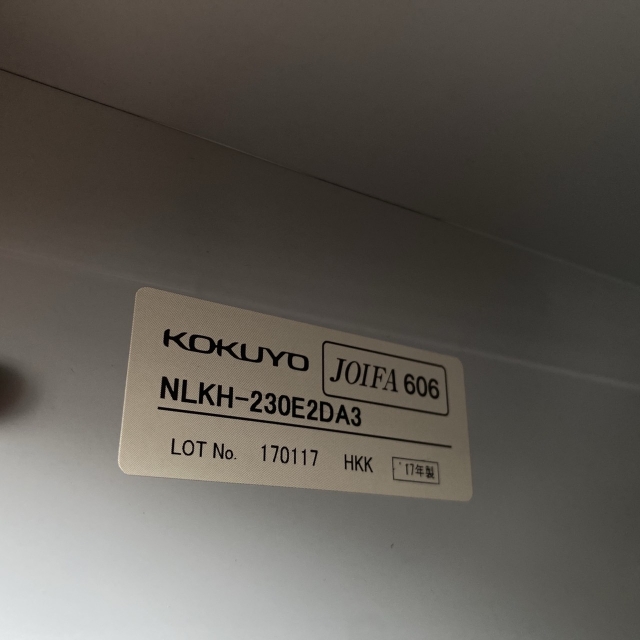 KOKUYO JOIFA 606
NLKH-230E2DA3
LOT No. 170117 HKK '17年製